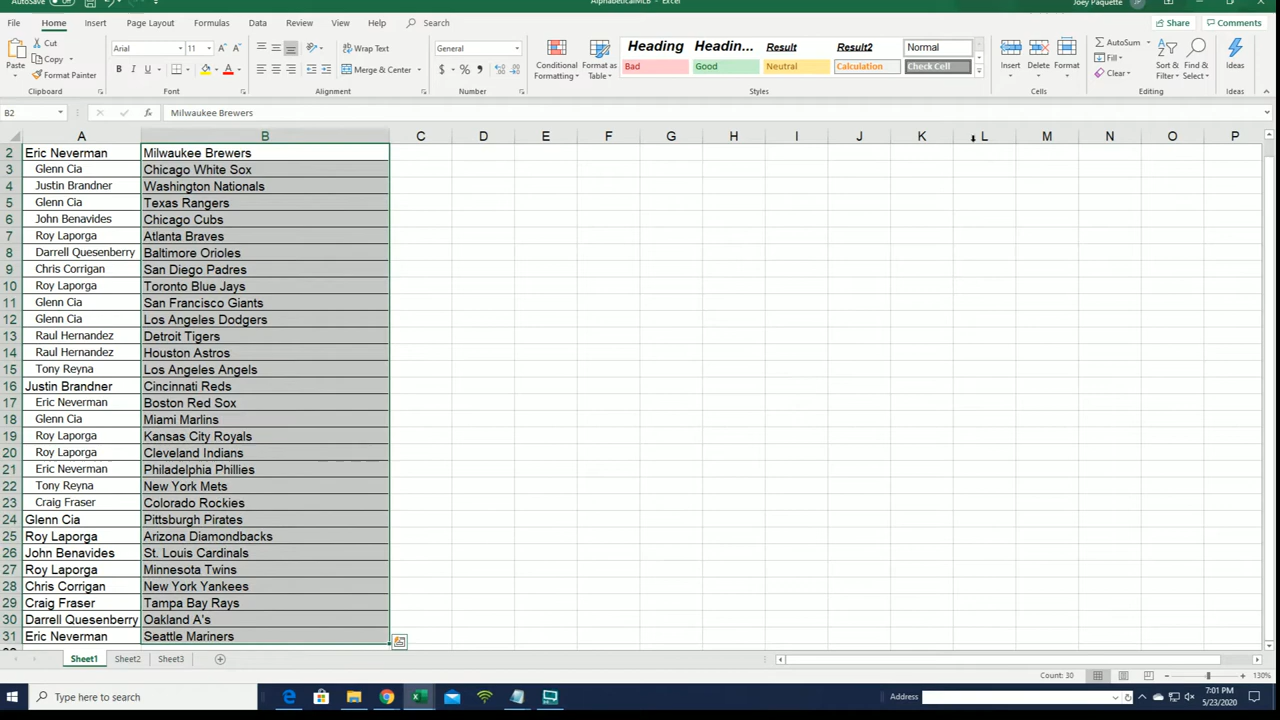 AutoSave Off AlphabeticalMLB - Excel Joey Paquette JP
File Home Insert Page Layout Formulas Data Review View Help Search Share Comments
Paste Cut Copy Format Painter Clipboard
Arial 11 A A B I U A Font
ab Wrap Text Merge & Center Alignment
General $ % , Number
Conditional Formatting Format as Table
Heading Headin... Result Result2 Normal
Bad Good Neutral Calculation Check Cell
Styles
Insert Delete Format Cells
AutoSum Fill Clear Sort & Filter Find & Select Editing
Ideas Ideas
B2 fx Milwaukee Brewers
A B C D E F G H I J K L M N O P
2 Eric Neverman Milwaukee Brewers
3 Glenn Cia Chicago White Sox
4 Justin Brandner Washington Nationals
5 Glenn Cia Texas Rangers
6 John Benavides Chicago Cubs
7 Roy Laporga Atlanta Braves
8 Darrell Quesenberry Baltimore Orioles
9 Chris Corrigan San Diego Padres
10 Roy Laporga Toronto Blue Jays
11 Glenn Cia San Francisco Giants
12 Glenn Cia Los Angeles Dodgers
13 Raul Hernandez Detroit Tigers
14 Raul Hernandez Houston Astros
15 Tony Reyna Los Angeles Angels
16 Justin Brandner Cincinnati Reds
17 Eric Neverman Boston Red Sox
18 Glenn Cia Miami Marlins
19 Roy Laporga Kansas City Royals
20 Roy Laporga Cleveland Indians
21 Eric Neverman Philadelphia Phillies
22 Tony Reyna New York Mets
23 Craig Fraser Colorado Rockies
24 Glenn Cia Pittsburgh Pirates
25 Roy Laporga Arizona Diamondbacks
26 John Benavides St. Louis Cardinals
27 Roy Laporga Minnesota Twins
28 Chris Corrigan New York Yankees
29 Craig Fraser Tampa Bay Rays
30 Darrell Quesenberry Oakland A's
31 Eric Neverman Seattle Mariners
Sheet1 Sheet2 Sheet3
Count: 30 130%
Type here to search Address 7:01 PM
5/23/2020